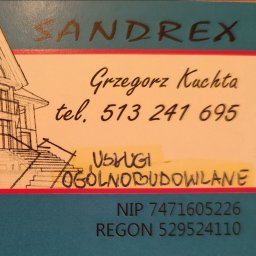 SANDREX
Grzegorz Kuchta
tel. 513 241 695
USŁUGI
OGÓLNOBUDOWLANE
NIP 7471605226
REGON 529524110